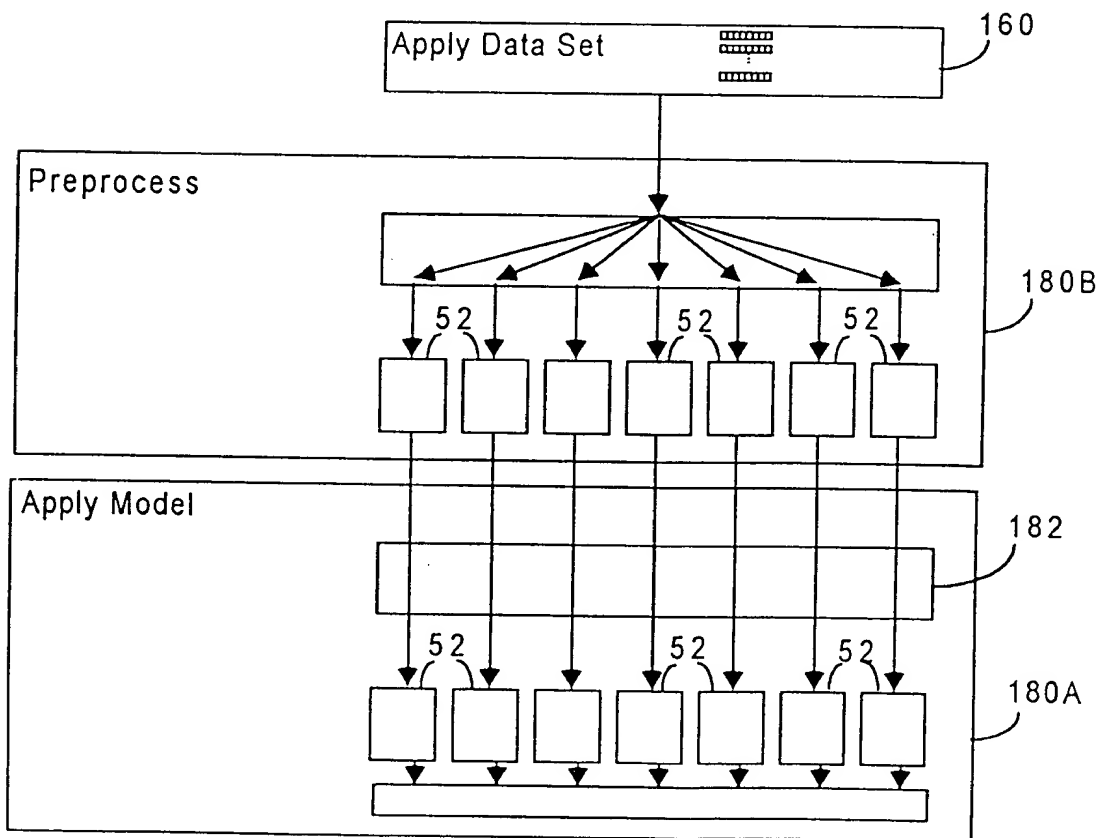 Apply Data Set
160
Preprocess
180B
52 52 52
Apply Model
182
52 52 52
180A